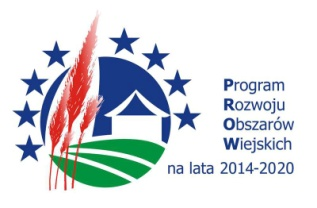 Program
Rozwoju
Obszarów
Wiejskich
na lata 2014-2020